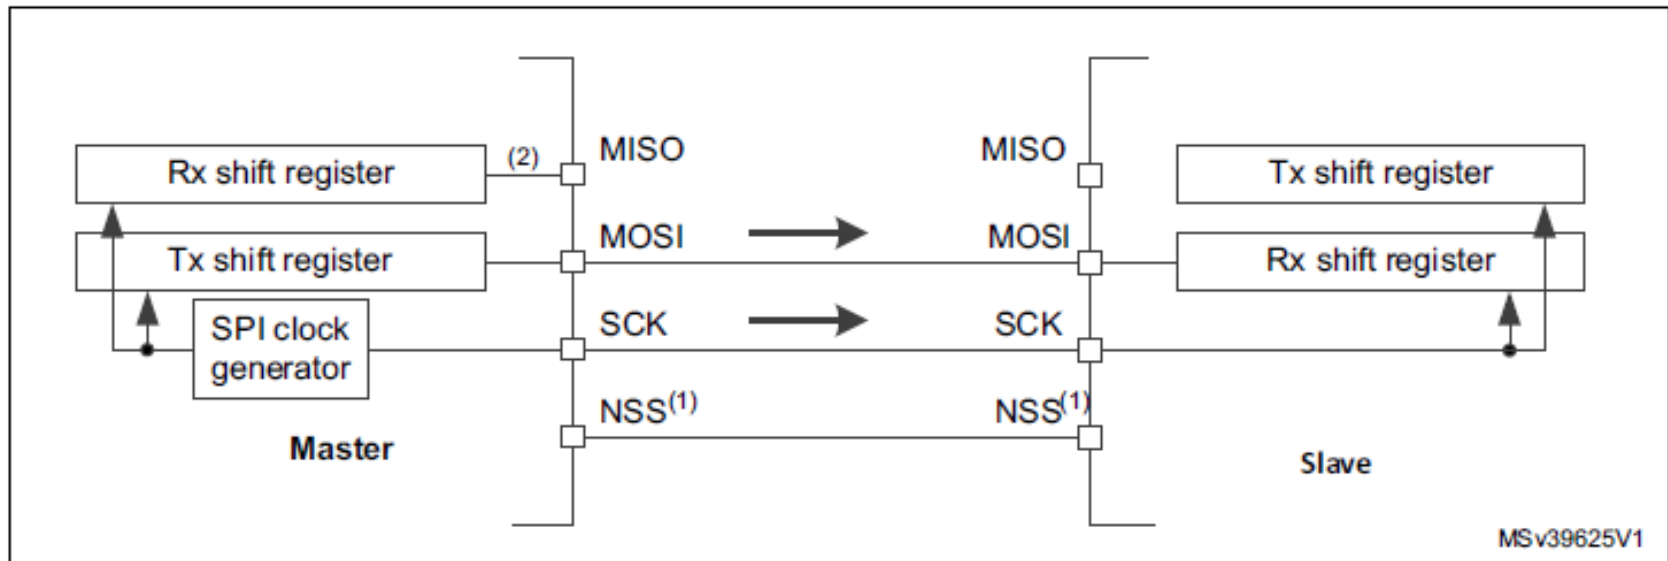 MISO
MISO
Rx shift register
(2)
Tx shift register
MOSI
MOSI
Tx shift register
Rx shift register
SPI clock
generator
SCK
SCK
NSS(1)
NSS(1)
Master
Slave
MSv39625V1